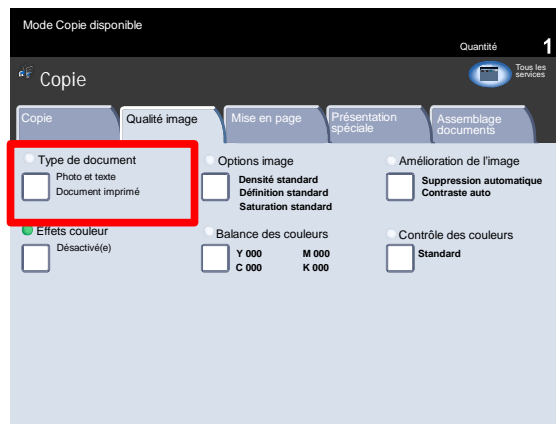 Mode Copie disponible
Quantité 1
Copie
Tous les
services
Copie
Qualité image
Mise en page
Présentation
spéciale
Assemblage
documents
Type de document
Photo et texte
Document imprimé
Options image
Densité standard
Définition standard
Saturation standard
Amélioration de l'image
Suppression automatique
Contraste auto
Effets couleur
Désactivé(e)
Balance des couleurs
Y 000 M 000
C 000 K 000
Contrôle des couleurs
Standard